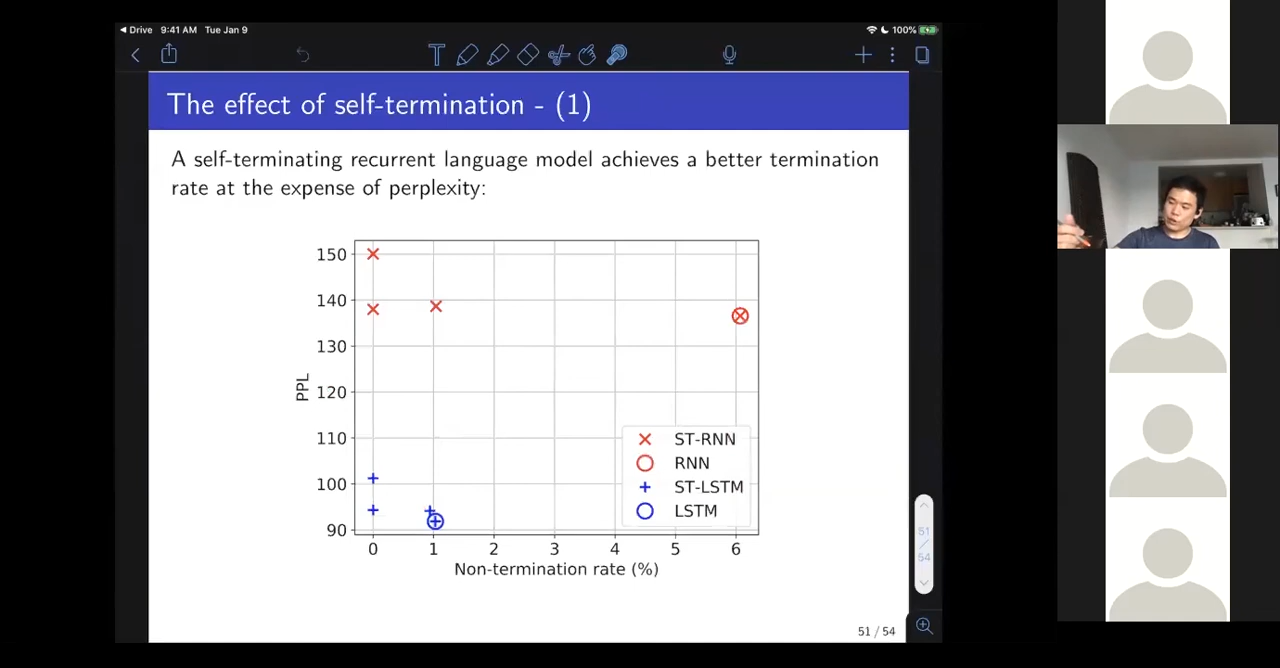 Drive 9:41 AM Tue Jan 9
100%
T
The effect of self-termination - (1)
A self-terminating recurrent language model achieves a better termination
rate at the expense of perplexity:
150
140
130
120
110
100
90
PPL
0 1 2 3 4 5 6
Non-termination rate (%)
ST-RNN
RNN
ST-LSTM
LSTM
51
/
54
51 / 54